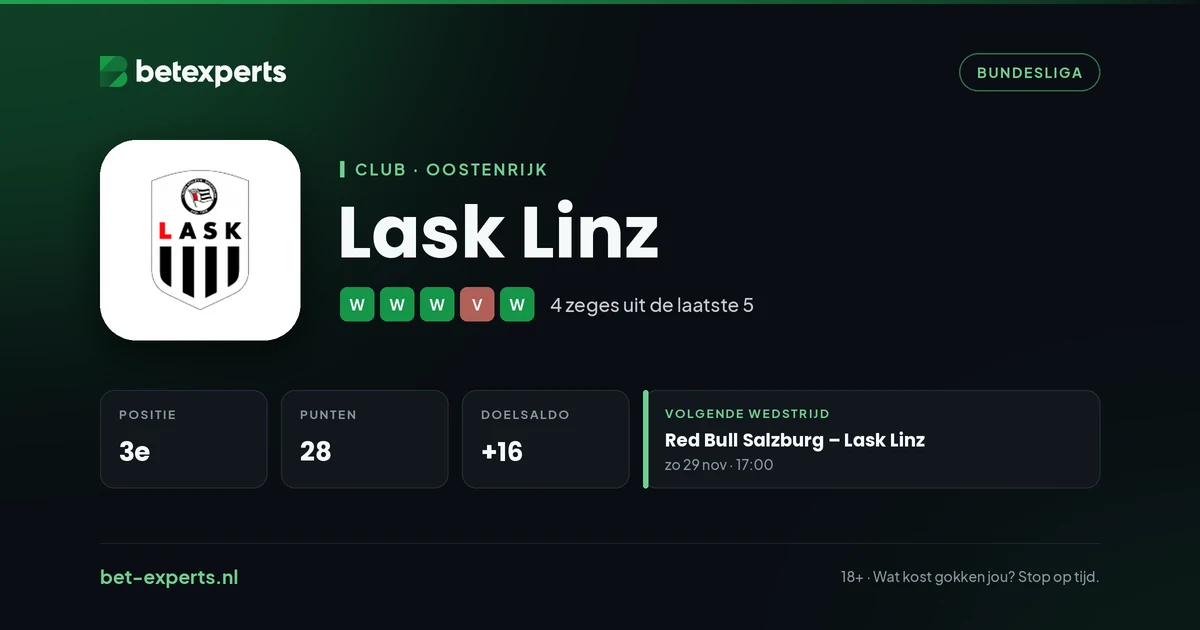 betexperts
BUNDESLIGA
LASK
CLUB · OOSTENRIJK
Lask Linz
W W W V W 4 zeges uit de laatste 5
POSITIE
3e
PUNTEN
28
DOELSALDO
+16
VOLGENDE WEDSTRIJD
Red Bull Salzburg – Lask Linz
zo 29 nov · 17:00
bet-experts.nl
18+ · Wat kost gokken jou? Stop op tijd.